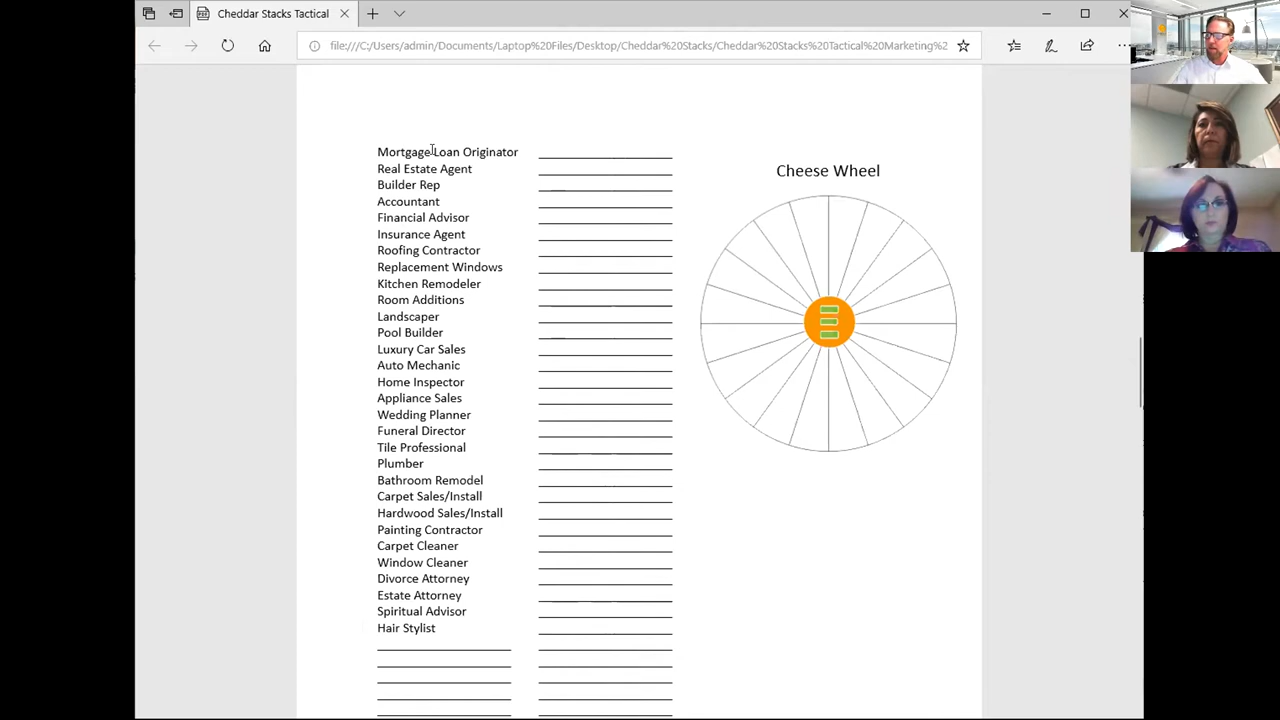 Cheddar Stacks Tactical
file:///C:/Users/admin/Documents/Laptop%20Files/Desktop/Cheddar%20Stacks/Cheddar%20Stacks%20Tactical%20Marketing%2
Mortgage Loan Originator
Real Estate Agent
Builder Rep
Accountant
Financial Advisor
Insurance Agent
Roofing Contractor
Replacement Windows
Kitchen Remodeler
Room Additions
Landscaper
Pool Builder
Luxury Car Sales
Auto Mechanic
Home Inspector
Appliance Sales
Wedding Planner
Funeral Director
Tile Professional
Plumber
Bathroom Remodel
Carpet Sales/Install
Hardwood Sales/Install
Painting Contractor
Carpet Cleaner
Window Cleaner
Divorce Attorney
Estate Attorney
Spiritual Advisor
Hair Stylist
Cheese Wheel